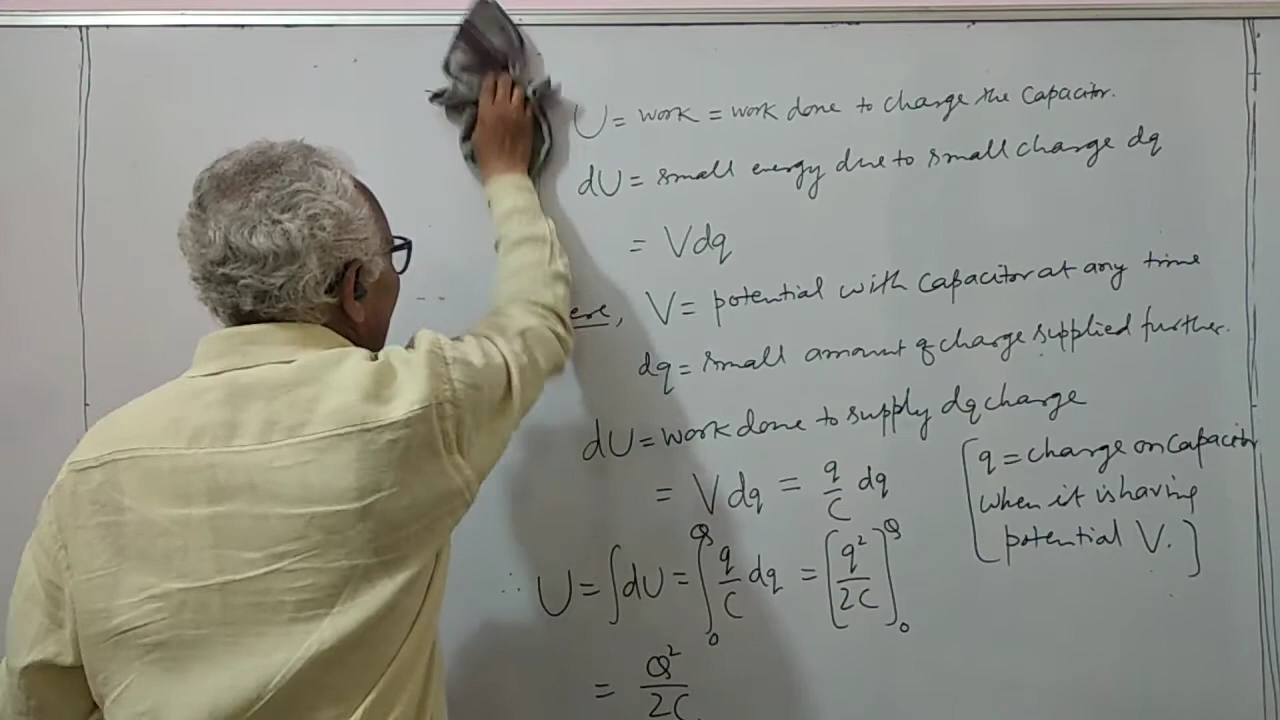 U = work = work done to charge the capacitor.
dU = small energy due to small charge dq
= Vdq
ere, V = potential with capacitor at any time
dq = small amount of charge supplied further.
dU = work done to supply dq charge
= Vdq = q/C dq
[q = charge on capacitor
when it is having
potential V.]
∴ U = ∫dU = ∫₀^Q q/C dq = [q²/2C]₀^Q
= Q²/2C